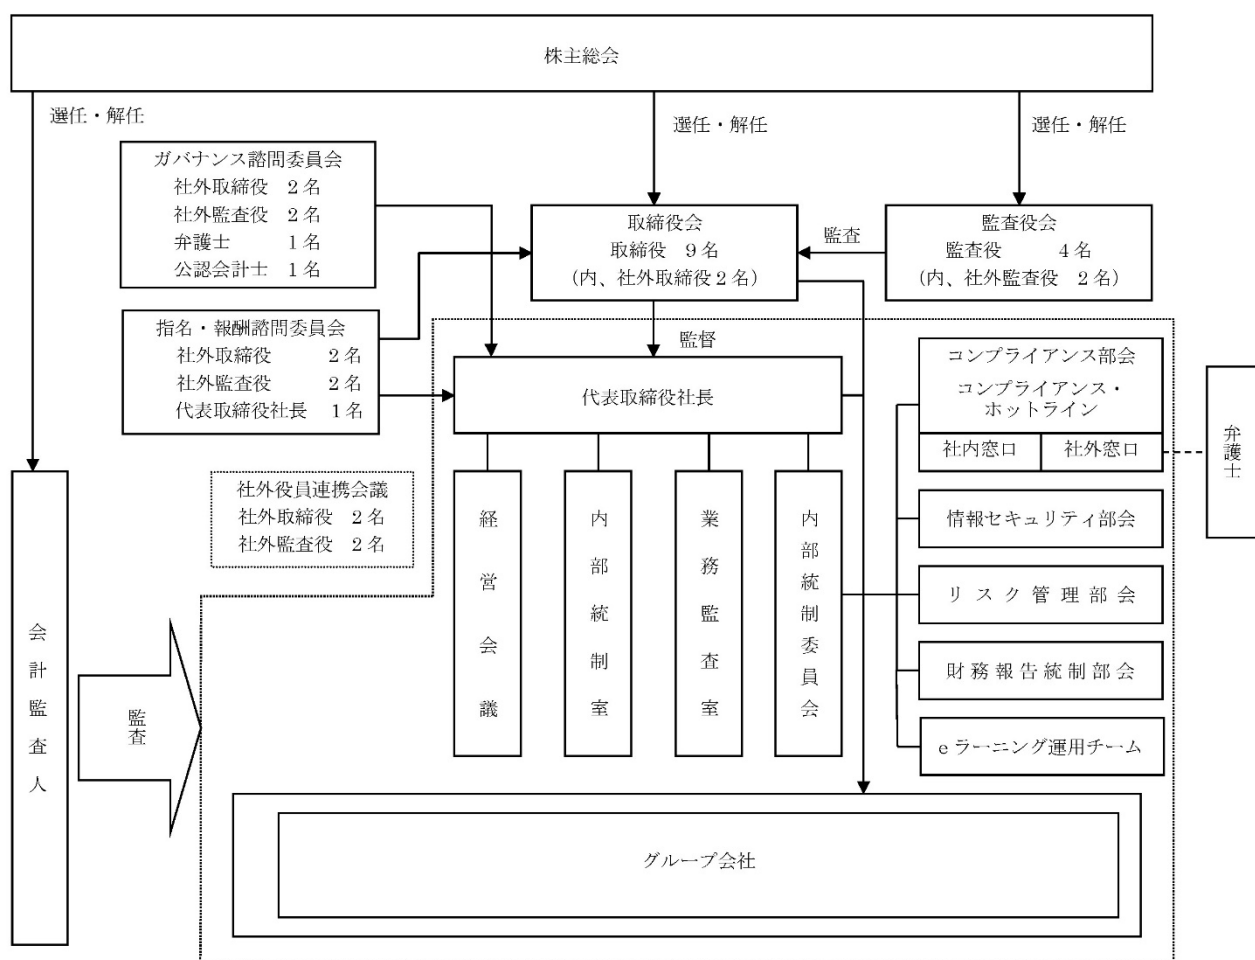 株主総会
選任・解任
選任・解任
選任・解任
ガバナンス諮問委員会
社外取締役 2名
社外監査役 2名
弁護士 1名
公認会計士 1名
取締役会
取締役 9名
(内、社外取締役2名)
監査
監査役会
監査役 4名
(内、社外監査役 2名)
指名・報酬諮問委員会
社外取締役 2名
社外監査役 2名
代表取締役社長 1名
監督
代表取締役社長
コンプライアンス部会
コンプライアンス・
ホットライン
社内窓口
社外窓口
弁護士
社外役員連携会議
社外取締役 2名
社外監査役 2名
経営会議
内部統制室
業務監査室
内部統制委員会
情報セキュリティ部会
リスク管理部会
財務報告統制部会
eラーニング運用チーム
会計監査人
監査
グループ会社